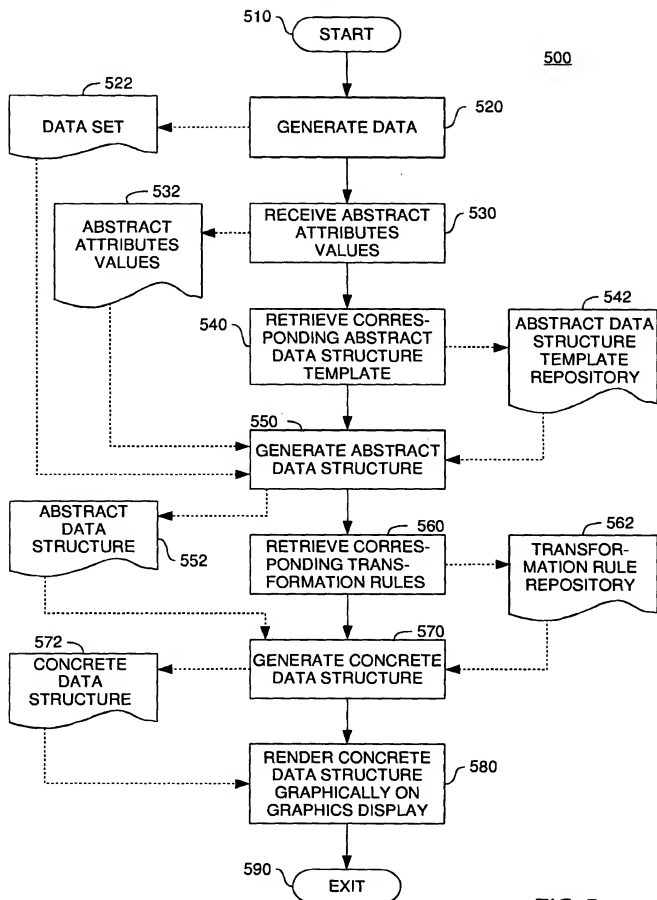 510
START
500
522
DATA SET
GENERATE DATA
520
532
ABSTRACT
ATTRIBUTES
VALUES
RECEIVE ABSTRACT
ATTRIBUTES
VALUES
530
540
RETRIEVE CORRES-
PONDING ABSTRACT
DATA STRUCTURE
TEMPLATE
542
ABSTRACT DATA
STRUCTURE
TEMPLATE
REPOSITORY
550
GENERATE ABSTRACT
DATA STRUCTURE
ABSTRACT
DATA
STRUCTURE
552
560
RETRIEVE CORRES-
PONDING TRANS-
FORMATION RULES
562
TRANSFOR-
MATION RULE
REPOSITORY
572
CONCRETE
DATA
STRUCTURE
570
GENERATE CONCRETE
DATA STRUCTURE
RENDER CONCRETE
DATA STRUCTURE
GRAPHICALLY ON
GRAPHICS DISPLAY
580
590
EXIT